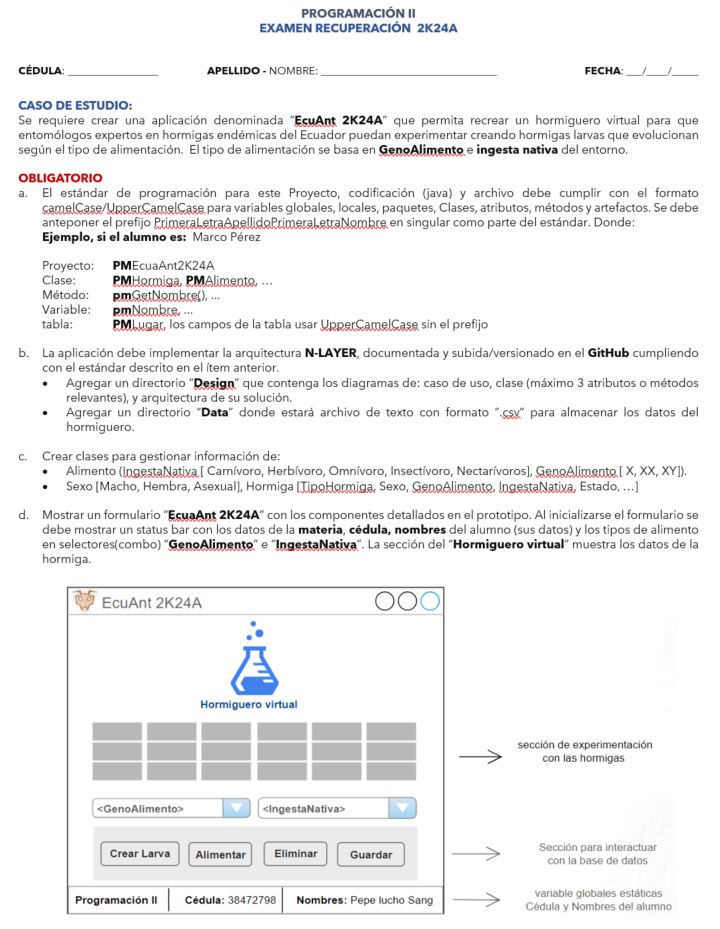 PROGRAMACIÓN II
EXAMEN RECUPERACIÓN 2K24A
CÉDULA: ________________ APELLIDO - NOMBRE: ________________________________ FECHA: ___/____/_____
CASO DE ESTUDIO:
Se requiere crear una aplicación denominada “EcuAnt 2K24A” que permita recrear un hormiguero virtual para que
entomólogos expertos en hormigas endémicas del Ecuador puedan experimentar creando hormigas larvas que evolucionan
según el tipo de alimentación. El tipo de alimentación se basa en GenoAlimento e ingesta nativa del entorno.
OBLIGATORIO
a. El estándar de programación para este Proyecto, codificación (java) y archivo debe cumplir con el formato
camelCase/UpperCamelCase para variables globales, locales, paquetes, Clases, atributos, métodos y artefactos. Se debe
anteponer el prefijo PrimeraLetraApellidoPrimeraLetraNombre en singular como parte del estándar. Donde:
Ejemplo, si el alumno es: Marco Pérez
Proyecto: PMEcuaAnt2K24A
Clase: PMHormiga, PMAlimento, …
Método: pmGetNombre(), ...
Variable: pmNombre, ...
tabla: PMLugar, los campos de la tabla usar UpperCamelCase sin el prefijo
b. La aplicación debe implementar la arquitectura N-LAYER, documentada y subida/versionado en el GitHub cumpliendo
con el estándar descrito en el ítem anterior.
• Agregar un directorio “Design” que contenga los diagramas de: caso de uso, clase (máximo 3 atributos o métodos
relevantes), y arquitectura de su solución.
• Agregar un directorio “Data” donde estará archivo de texto con formato “.csv” para almacenar los datos del
hormiguero.
c. Crear clases para gestionar información de:
• Alimento (IngestaNativa [ Carnívoro, Herbívoro, Omnívoro, Insectívoro, Nectarívoros], GenoAlimento [ X, XX, XY]).
• Sexo [Macho, Hembra, Asexual], Hormiga [TipoHormiga, Sexo, GenoAlimento, IngestaNativa, Estado, …]
d. Mostrar un formulario “EcuaAnt 2K24A” con los componentes detallados en el prototipo. Al inicializarse el formulario se
debe mostrar un status bar con los datos de la materia, cédula, nombres del alumno (sus datos) y los tipos de alimento
en selectores(combo) “GenoAlimento” e “IngestaNativa”. La sección del “Hormiguero virtual” muestra los datos de la
hormiga.
EcuAnt 2K24A
Hormiguero virtual
sección de experimentación
con las hormigas
<GenoAlimento> <IngestaNativa>
Crear Larva Alimentar Eliminar Guardar
Sección para interactuar
con la base de datos
Programación II Cédula: 38472798 Nombres: Pepe lucho Sang
variable globales estáticas
Cédula y Nombres del alumno